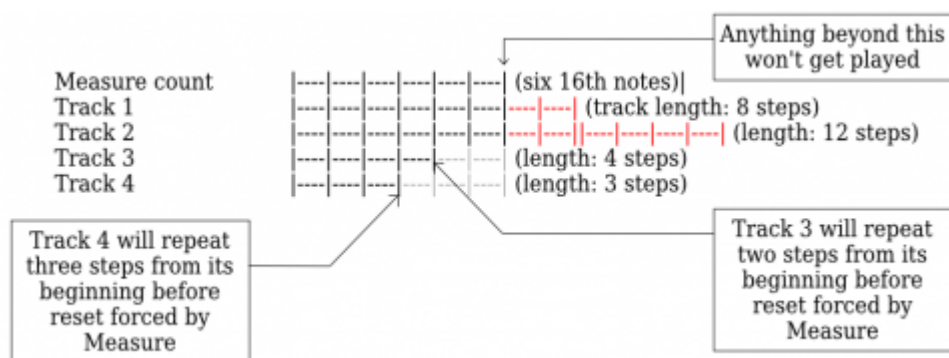 Anything beyond this
won't get played
Measure count |----|----|----|----|----|----| (six 16th notes)|
Track 1 |----|----|----|----|----|----|----|----| (track length: 8 steps)
Track 2 |----|----|----|----|----|----|----|----||----|----|----|----| (length: 12 steps)
Track 3 |----|----|----|----|----|----| (length: 4 steps)
Track 4 |----|----|----|----|----|----| (length: 3 steps)
Track 4 will repeat
three steps from its
beginning before
reset forced by
Measure
Track 3 will repeat
two steps from its
beginning before
reset forced by
Measure